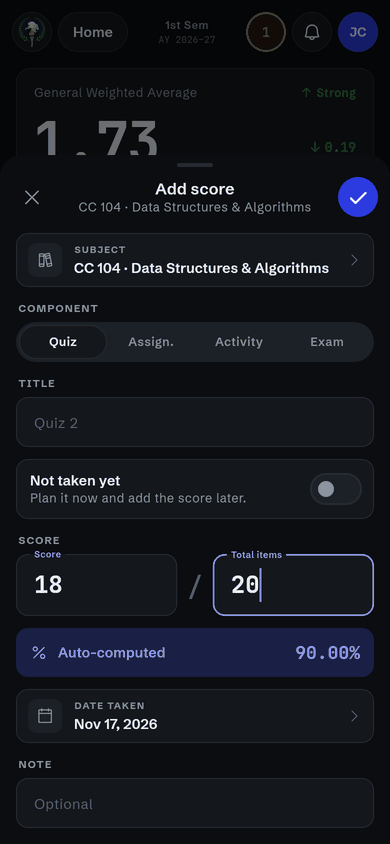 Home
1st Sem
AY 2026–27
1
JC
General Weighted Average
↑ Strong
1.73
↓ 0.19
Add score
CC 104 · Data Structures & Algorithms
SUBJECT
CC 104 · Data Structures & Algorithms
COMPONENT
Quiz
Assign.
Activity
Exam
TITLE
Quiz 2
Not taken yet
Plan it now and add the score later.
SCORE
Score
18
/
Total items
20
% Auto-computed
90.00%
DATE TAKEN
Nov 17, 2026
NOTE
Optional